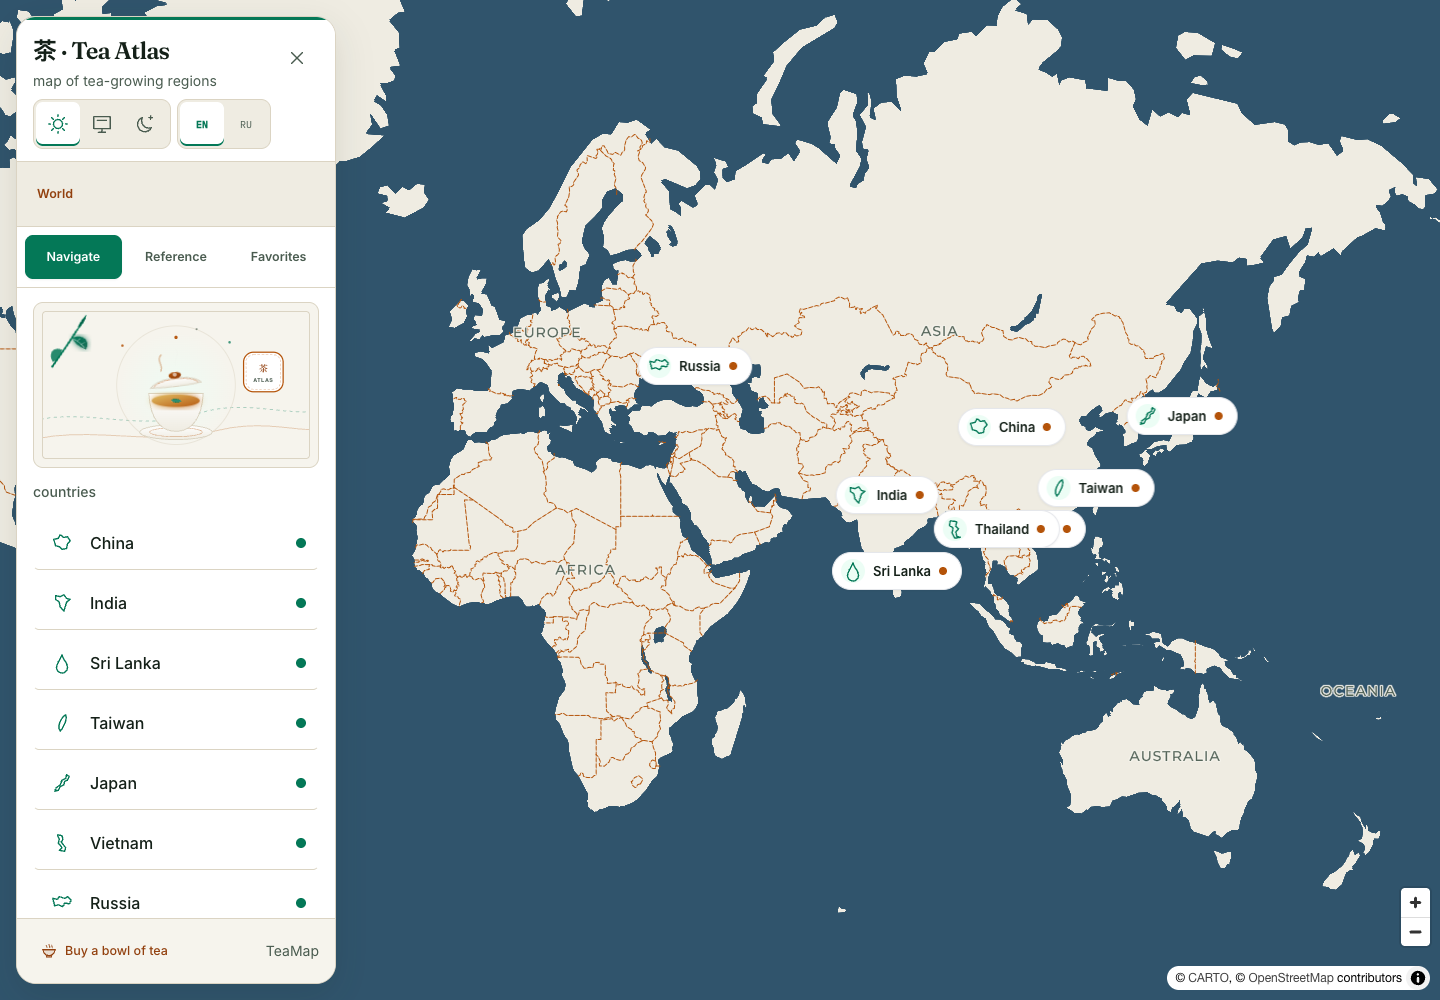 茶 · Tea Atlas
map of tea-growing regions
EN
RU
World
Navigate
Reference
Favorites
茶
ATLAS
countries
China
India
Sri Lanka
Taiwan
Japan
Vietnam
Russia
Buy a bowl of tea
TeaMap
EUROPE
ASIA
Russia
China
Japan
India
Taiwan
Thailand
Sri Lanka
AFRICA
OCEANIA
AUSTRALIA
© CARTO, © OpenStreetMap contributors